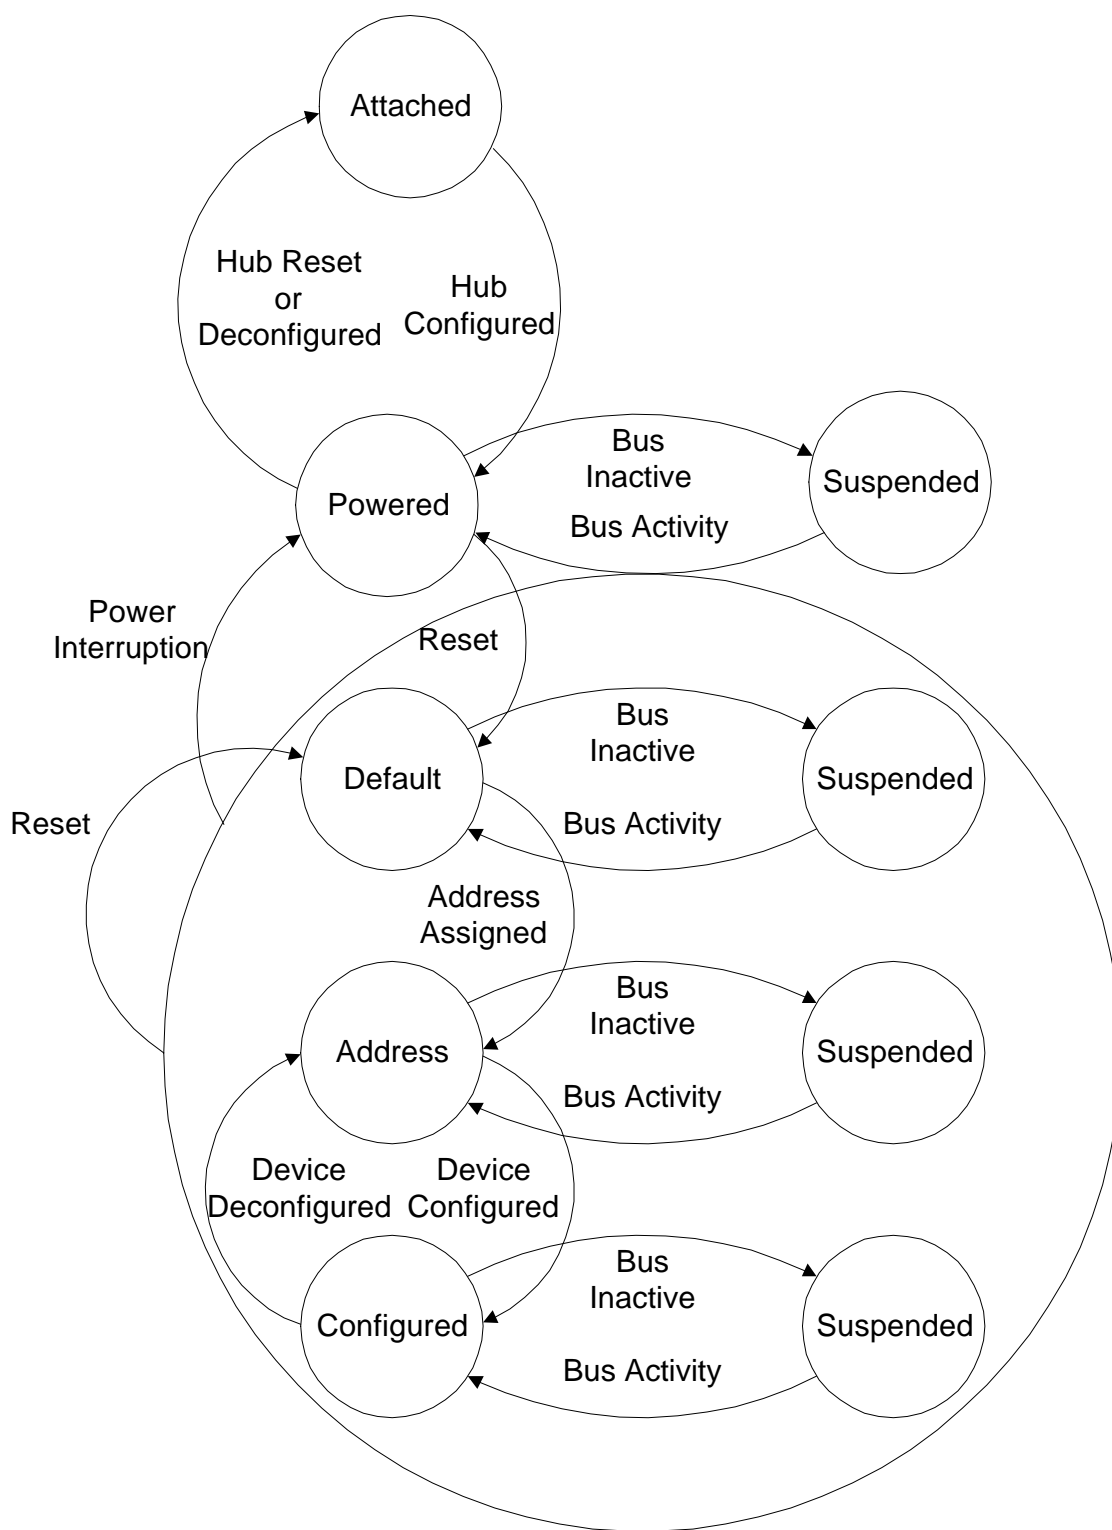 Attached
Hub Reset
or
Deconfigured
Hub
Configured
Bus
Inactive
Suspended
Powered
Bus Activity
Power
Interruption
Reset
Bus
Inactive
Default
Suspended
Reset
Bus Activity
Address
Assigned
Bus
Inactive
Address
Suspended
Bus Activity
Device
Deconfigured
Device
Configured
Bus
Inactive
Configured
Suspended
Bus Activity